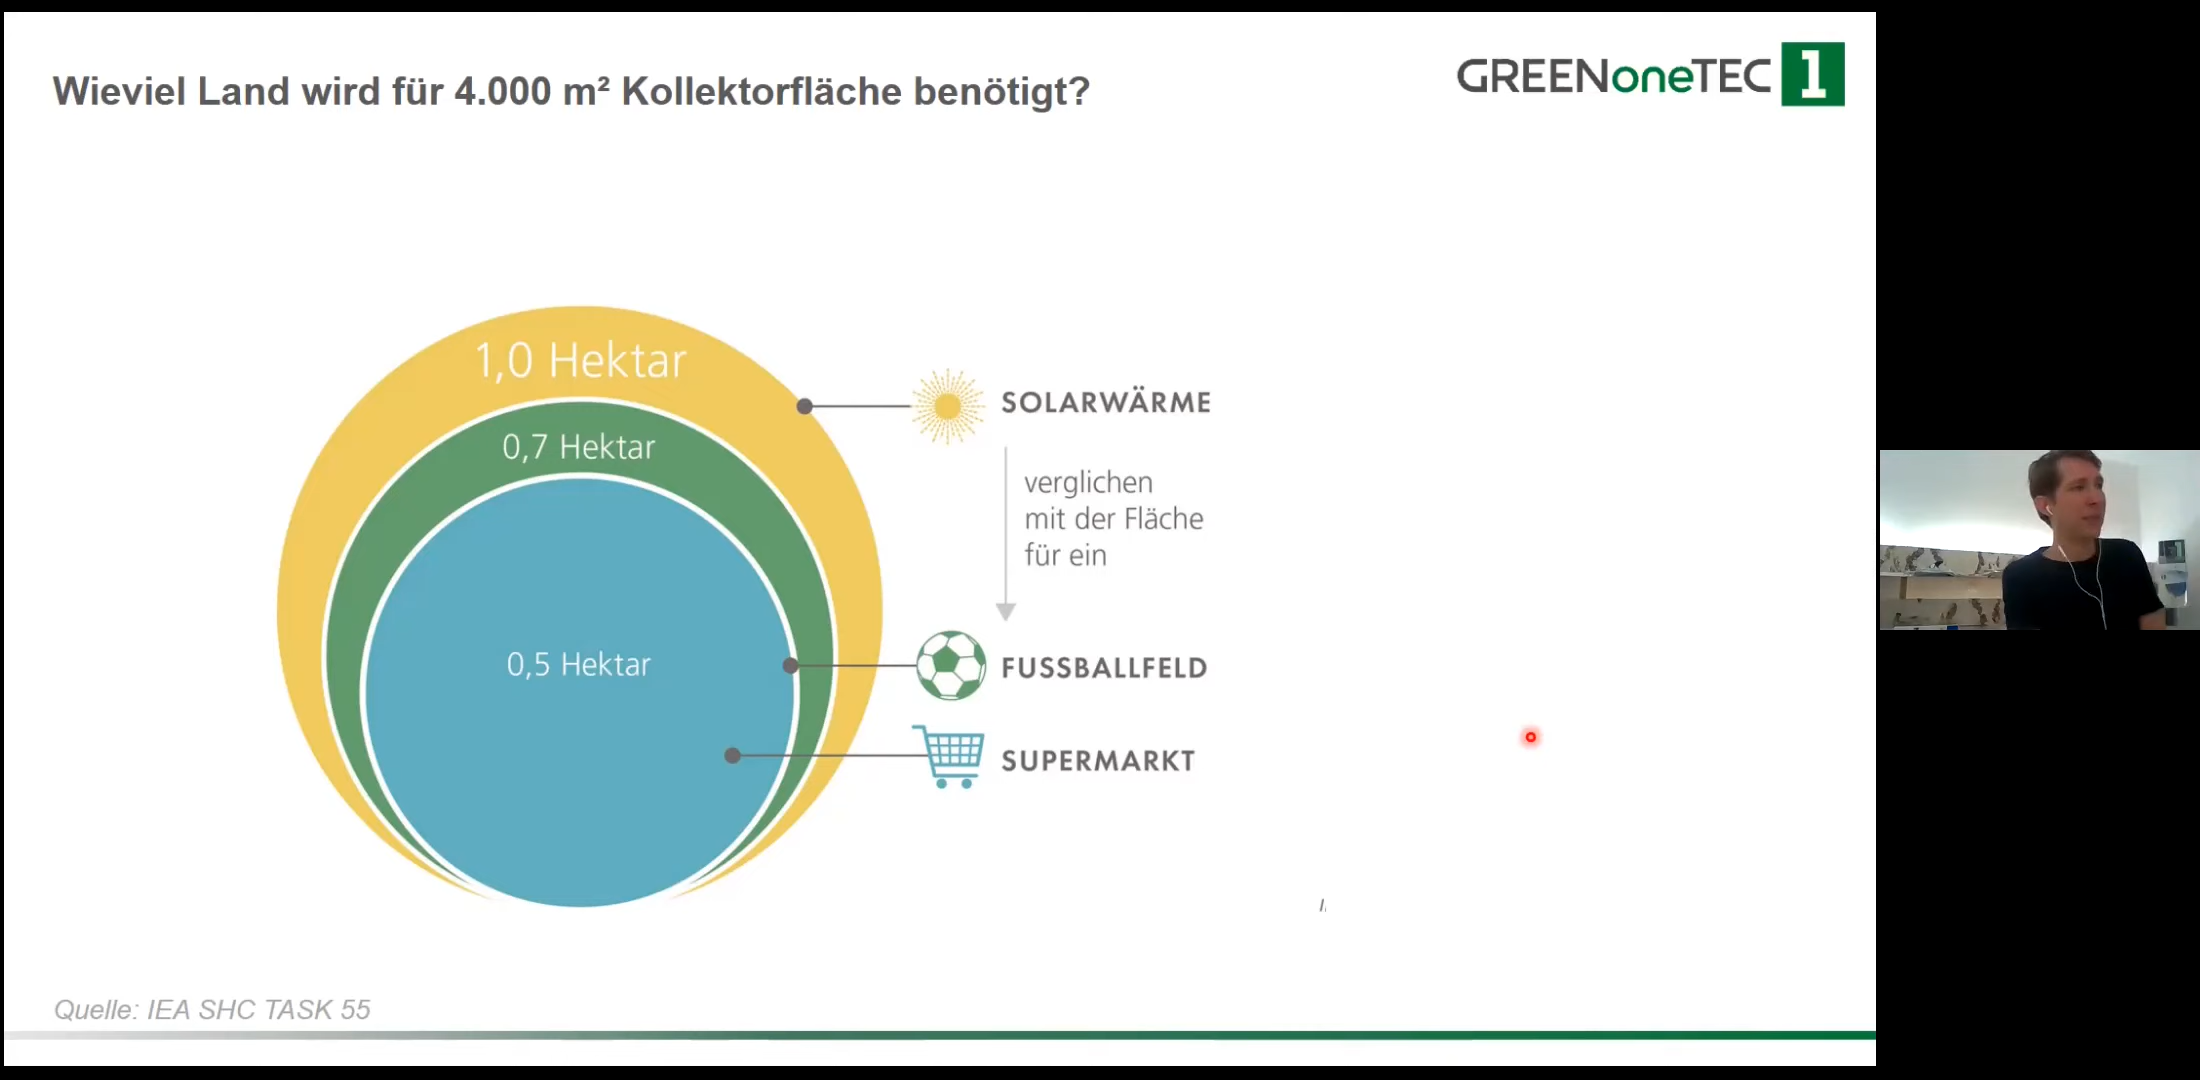 Wieviel Land wird für 4.000 m² Kollektorfläche benötigt?
GREENoneTEC 1
1,0 Hektar
SOLARWÄRME
0,7 Hektar
verglichen
mit der Fläche
für ein
0,5 Hektar
FUSSBALLFELD
SUPERMARKT
Quelle: IEA SHC TASK 55